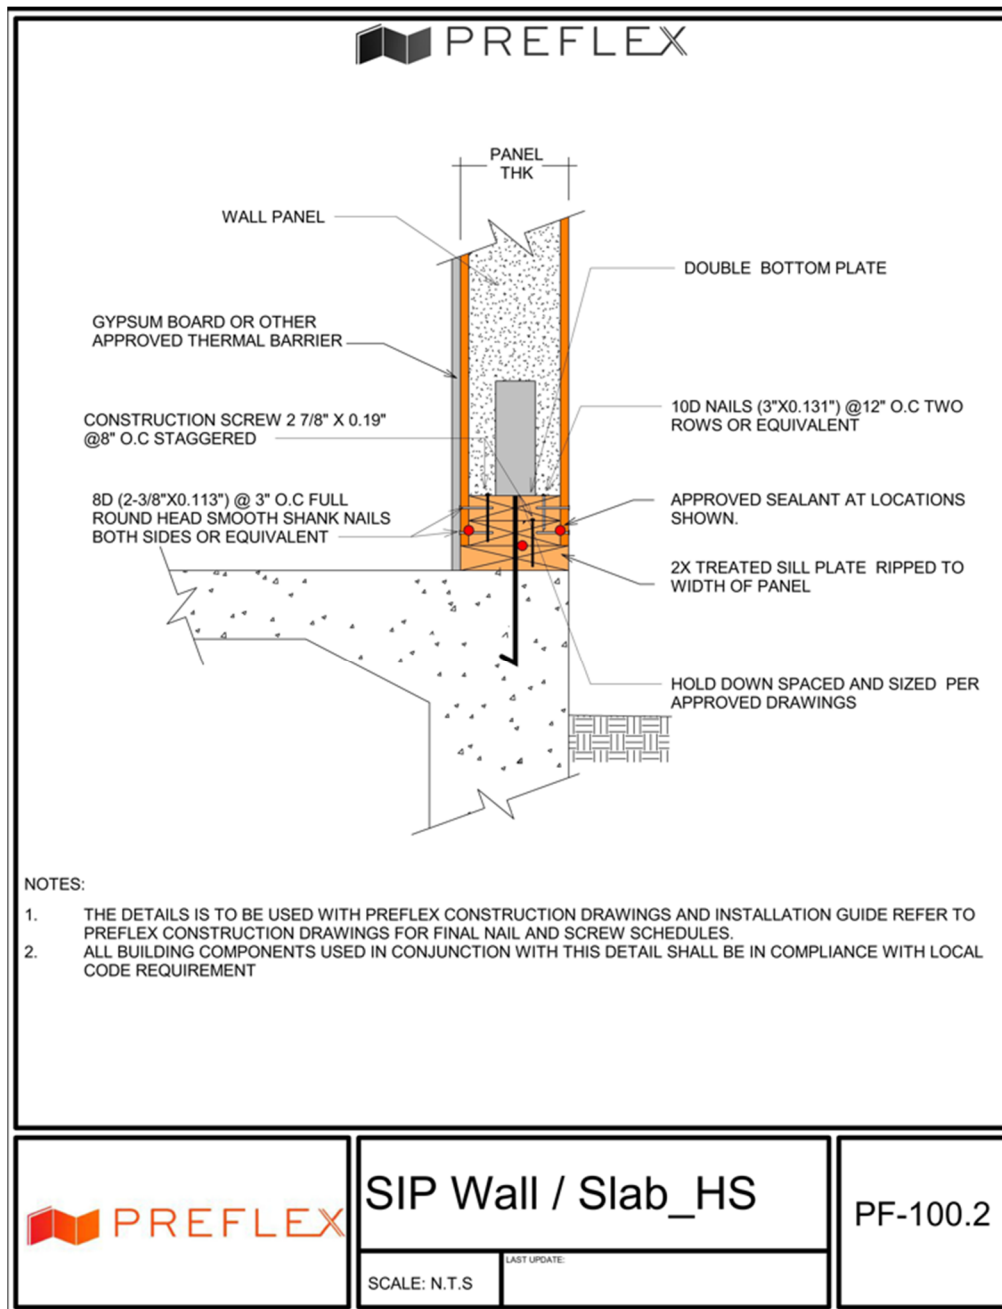 PREFLEX
PANEL
THK
WALL PANEL
DOUBLE BOTTOM PLATE
GYPSUM BOARD OR OTHER
APPROVED THERMAL BARRIER
CONSTRUCTION SCREW 2 7/8" X 0.19"
@8" O.C STAGGERED
10D NAILS (3"X0.131") @12" O.C TWO
ROWS OR EQUIVALENT
8D (2-3/8"X0.113") @ 3" O.C FULL
ROUND HEAD SMOOTH SHANK NAILS
BOTH SIDES OR EQUIVALENT
APPROVED SEALANT AT LOCATIONS
SHOWN.
2X TREATED SILL PLATE RIPPED TO
WIDTH OF PANEL
HOLD DOWN SPACED AND SIZED PER
APPROVED DRAWINGS
NOTES:
1. THE DETAILS IS TO BE USED WITH PREFLEX CONSTRUCTION DRAWINGS AND INSTALLATION GUIDE REFER TO
PREFLEX CONSTRUCTION DRAWINGS FOR FINAL NAIL AND SCREW SCHEDULES.
2. ALL BUILDING COMPONENTS USED IN CONJUNCTION WITH THIS DETAIL SHALL BE IN COMPLIANCE WITH LOCAL
CODE REQUIREMENT
PREFLEX
SIP Wall / Slab_HS
PF-100.2
SCALE: N.T.S
LAST UPDATE: